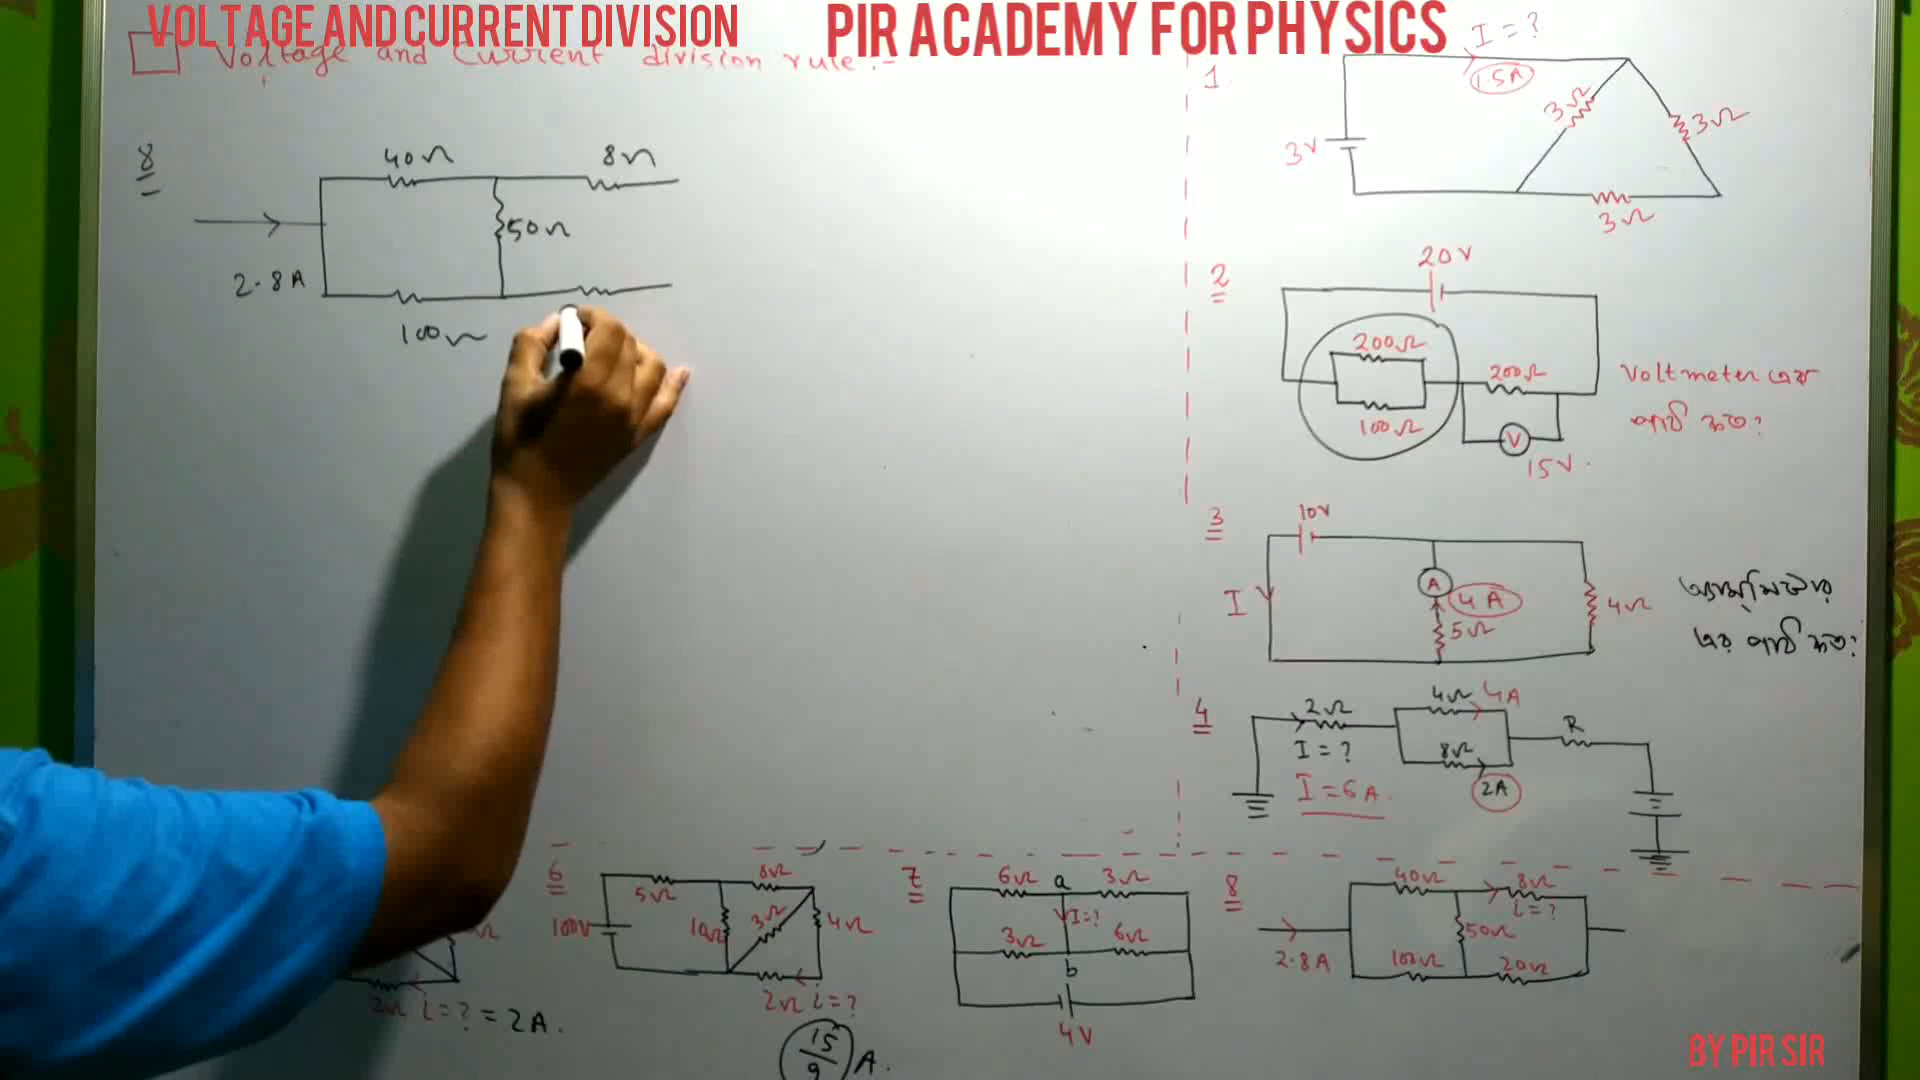 VOLTAGE AND CURRENT DIVISION
PIR ACADEMY FOR PHYSICS
Voltage and Current division rule :-
8
40Ω
8Ω
50Ω
2.8A
100Ω
1
I = ?
1.5A
3V
3Ω
3Ω
3Ω
2
20V
200Ω
100Ω
200Ω
V
15V.
Voltmeter এর
পাঠ কত?
3
10V
I
A
4A
5Ω
4Ω
এর পাঠ কত?
4
2Ω
I = ?
I = 6A.
4Ω 4A
8Ω
2A
R
2Ω i = ? = 2A.
6
100V
5Ω
8Ω
10Ω
3Ω
4Ω
2Ω i = ?
15/9 A.
7
6Ω a 3Ω
I = ?
3Ω
6Ω
b
4V
8
2.8A
40Ω
8Ω
i = ?
50Ω
100Ω
20Ω
BY PIR SIR